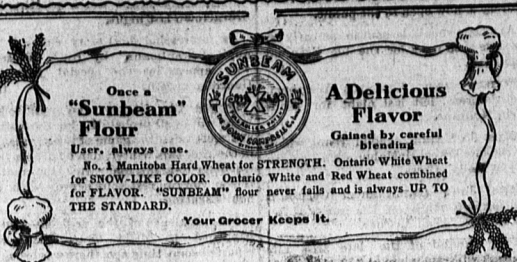 SUNBEAM
Once a
"Sunbeam"
Flour
User, always one.
A Delicious
Flavor
Gained by careful
blending
No. 1 Manitoba Hard Wheat for STRENGTH. Ontario White Wheat
for SNOW-LIKE COLOR. Ontario White and Red Wheat combined
for FLAVOR. "SUNBEAM" flour never fails and is always UP TO
THE STANDARD.
Your Grocer Keeps It.